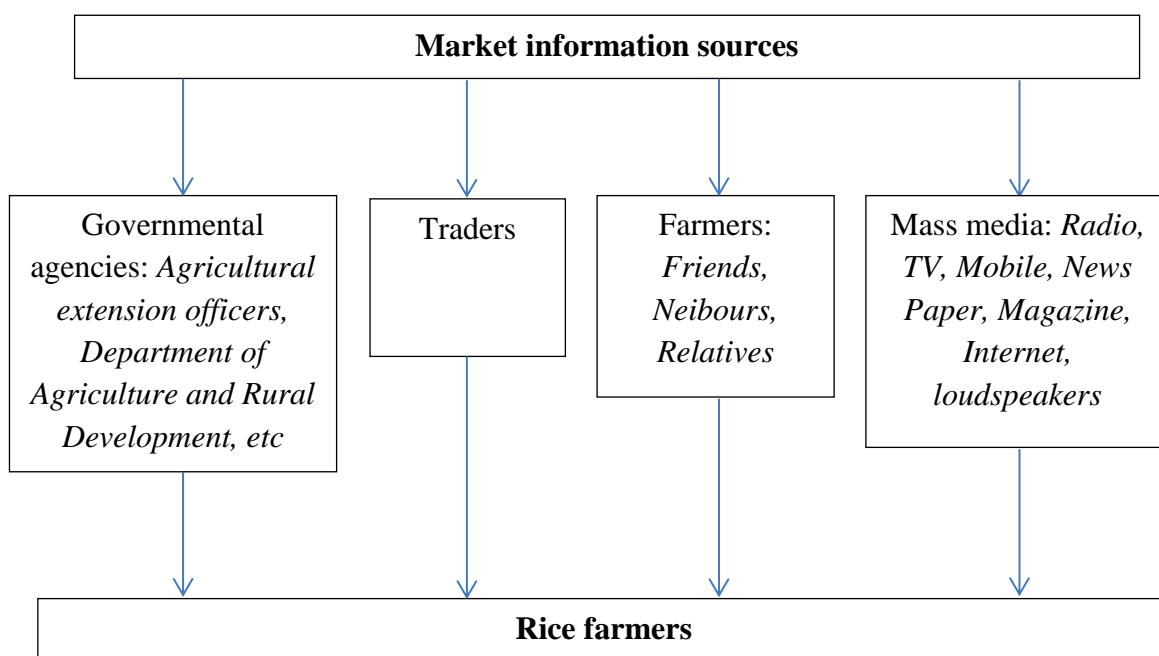 Market information sources
Governmental
agencies: Agricultural
extension officers,
Department of
Agriculture and Rural
Development, etc
Traders
Farmers:
Friends,
Neibours,
Relatives
Mass media: Radio,
TV, Mobile, News
Paper, Magazine,
Internet,
loudspeakers
Rice farmers